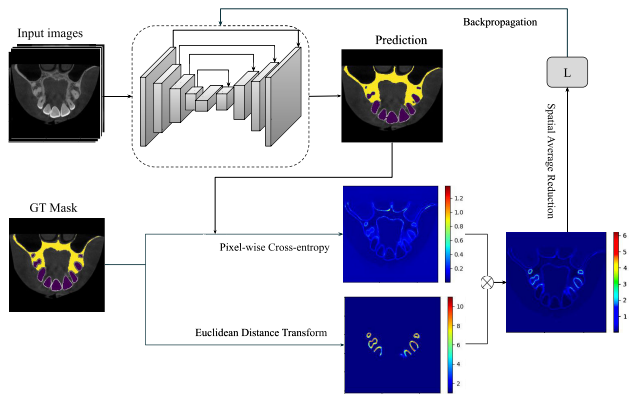 Backpropagation
Input images
Prediction
L
Spatial Average Reduction
GT Mask
Pixel-wise Cross-entropy
1.2
1.0
0.8
0.6
0.4
0.2
6
5
4
3
2
1
Euclidean Distance Transform
10
8
6
4
2